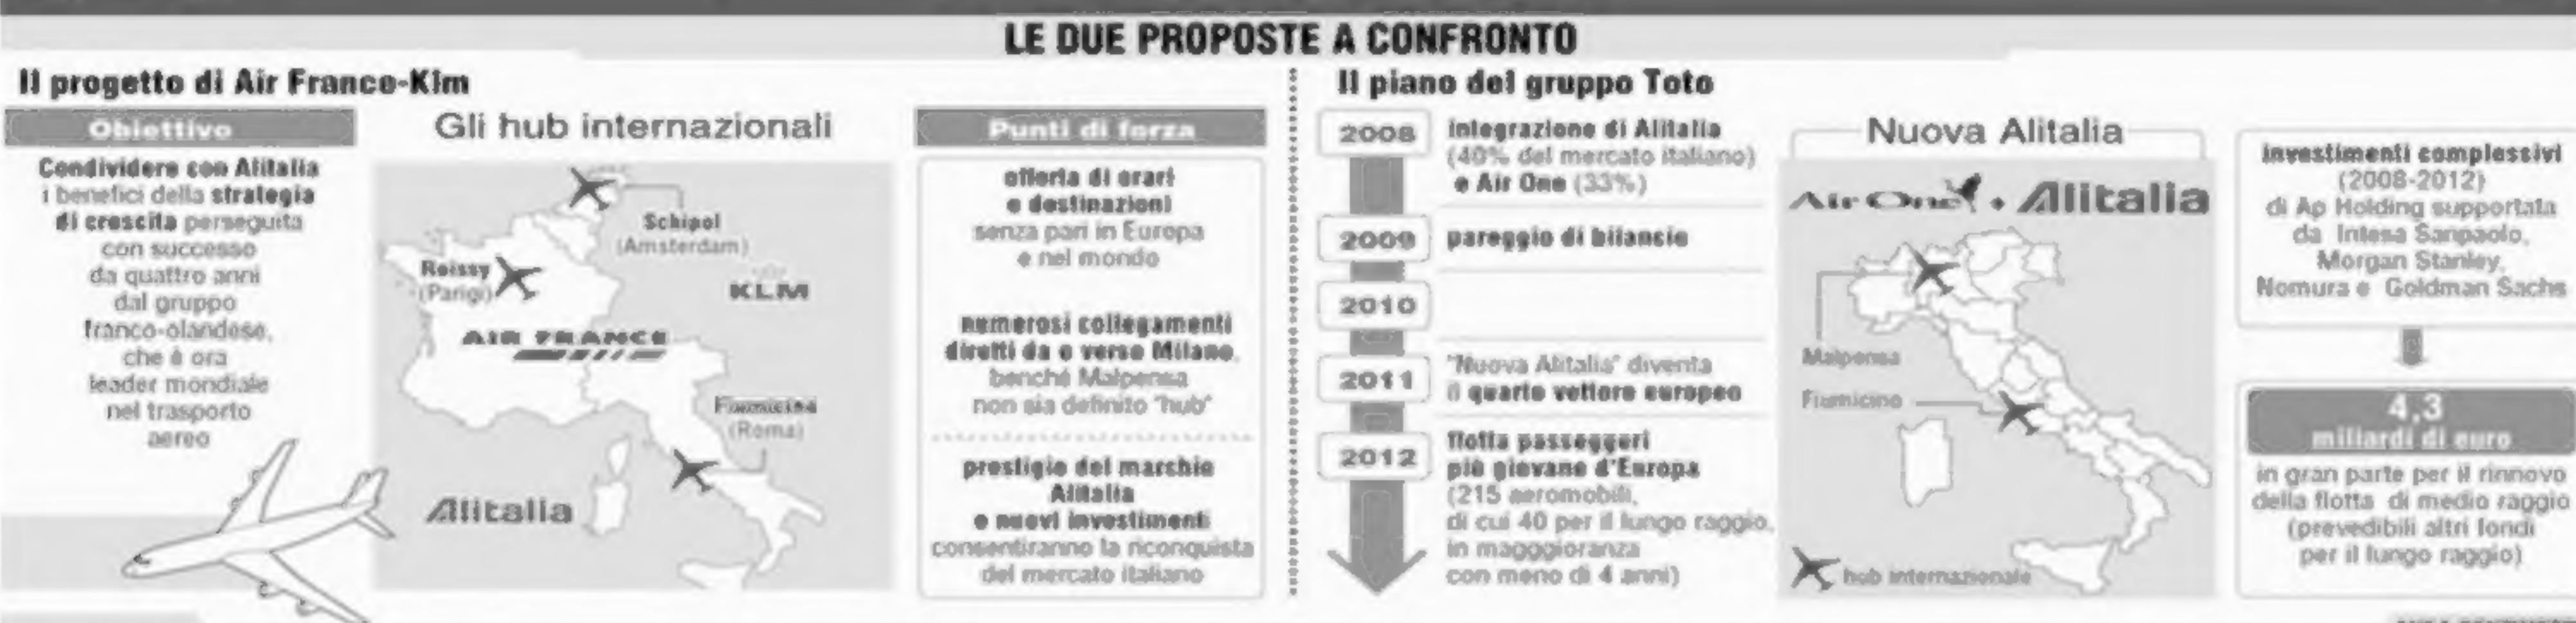 LE DUE PROPOSTE A CONFRONTO
Il progetto di Air France-Klm
Obiettivo
Condividere con Alitalia
i benefici della strategia
di crescita perseguita
con successo
da quattro anni
dal gruppo
franco-olandese,
che è ora
leader mondiale
nel trasporto
aereo
Gli hub internazionali
Schipol
(Amsterdam)
Roissy
(Parigi)
KLM
AIR FRANCE
Fiumicino
(Roma)
Alitalia
Punti di forza
offerta di orari
e destinazioni
senza pari in Europa
e nel mondo
numerosi collegamenti
diretti da e verso Milano,
benché Malpensa
non sia definito "hub"
prestigio del marchio
Alitalia
e nuovi investimenti
consentiranno la riconquista
del mercato italiano
Il piano del gruppo Toto
2008
integrazione di Alitalia
(40% del mercato italiano)
e Air One (33%)
2009
pareggio di bilancio
2010
2011
"Nuova Alitalia" diventa
il quarto vettore europeo
2012
flotta passeggeri
più giovane d'Europa
(215 aeromobili,
di cui 40 per il lungo raggio,
in magggioranza
con meno di 4 anni)
Nuova Alitalia
Air One + Alitalia
Malpensa
Fiumicino
hub internazionale
investimenti complessivi
(2008-2012)
di Ap Holding supportata
da Intesa Sanpaolo,
Morgan Stanley,
Nomura e Goldman Sachs
4,3
miliardi di euro
in gran parte per il rinnovo
della flotta di medio raggio
(prevedibili altri fondi
per il lungo raggio)